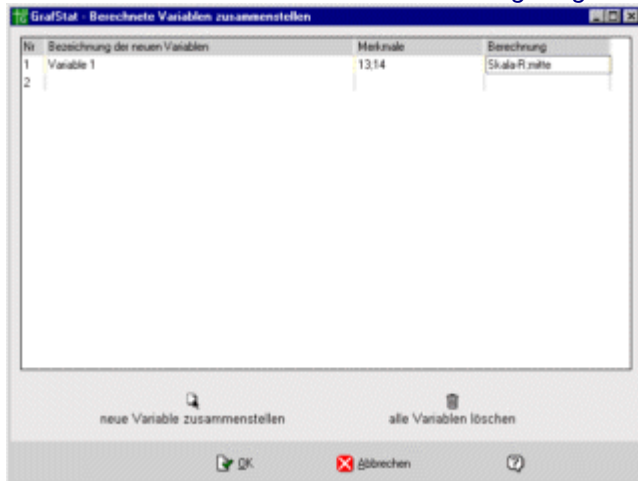 GrafStat - Berechnete Variablen zusammenstellen
Nr Bezeichnung der neuen Variablen Merkmale Berechnung
1 Variable 1 13;14 Skala-R;mitte
2
neue Variable zusammenstellen alle Variablen löschen
OK Abbrechen